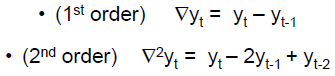 • (1st order) ∇yt = yt – yt-1
• (2nd order) ∇2yt = yt – 2yt-1 + yt-2